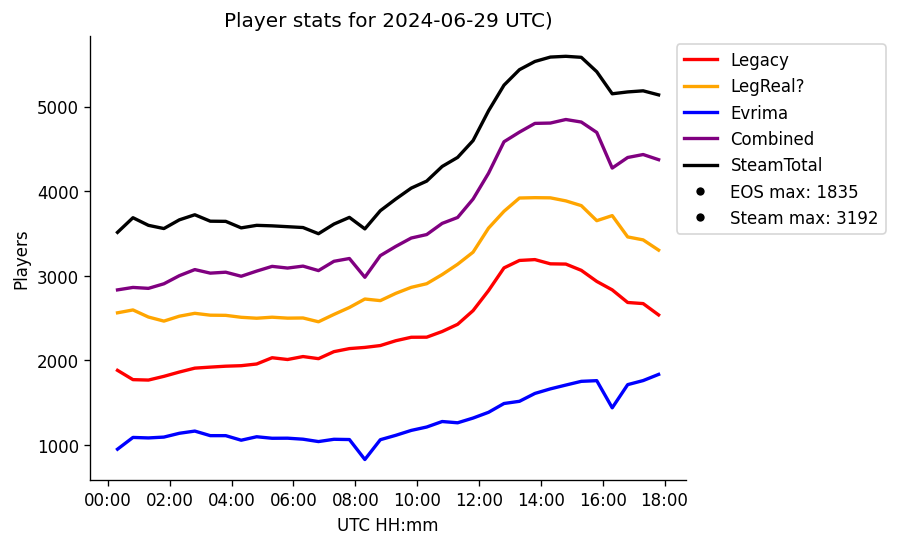 Player stats for 2024-06-29 UTC)
Legacy
LegReal?
Evrima
Combined
SteamTotal
EOS max: 1835
Steam max: 3192
Players
5000
4000
3000
2000
1000
00:00 02:00 04:00 06:00 08:00 10:00 12:00 14:00 16:00 18:00
UTC HH:mm